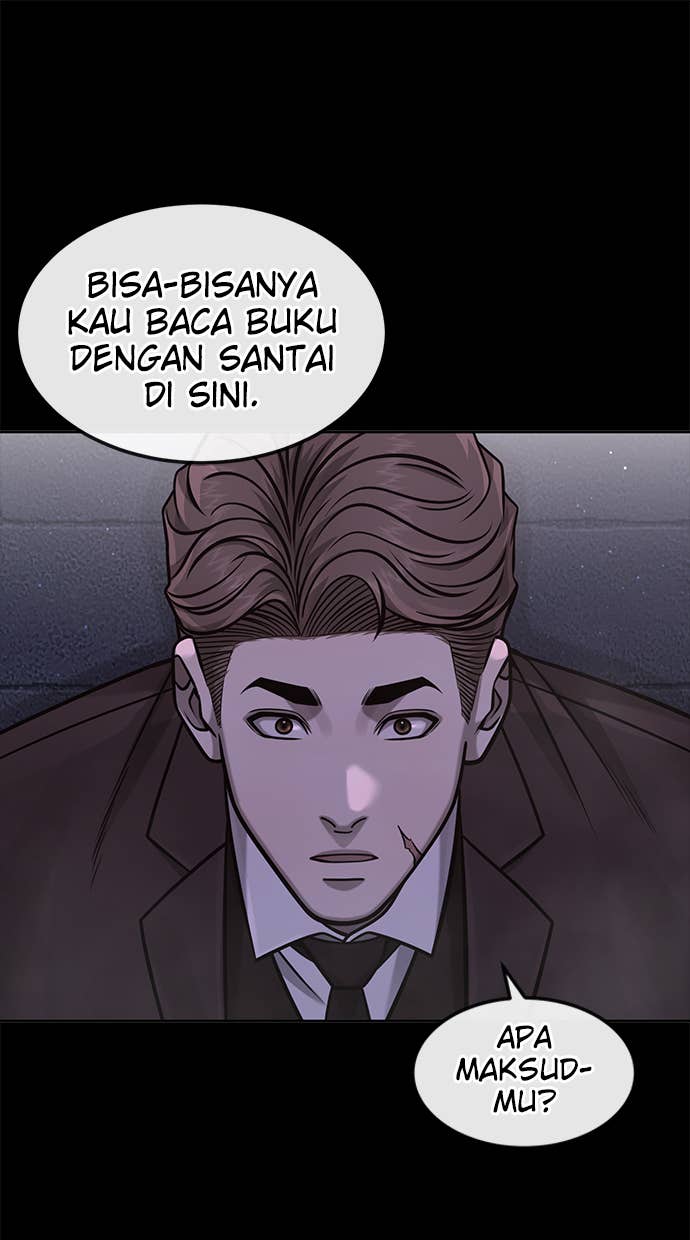 BISA-BISANYA
KAU BACA BUKU
DENGAN SANTAI
DI SINI.
APA
MAKSUD-
MU?